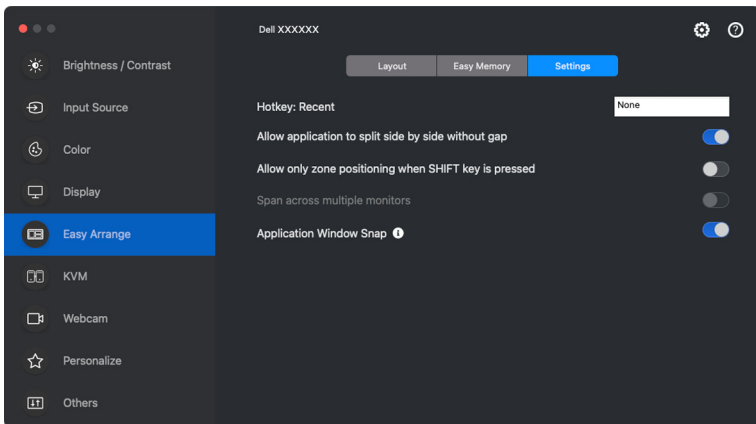 Dell XXXXXX
Brightness / Contrast
Input Source
Color
Display
Easy Arrange
KVM
Webcam
Personalize
Others
Layout
Easy Memory
Settings
Hotkey: Recent
None
Allow application to split side by side without gap
Allow only zone positioning when SHIFT key is pressed
Span across multiple monitors
Application Window Snap